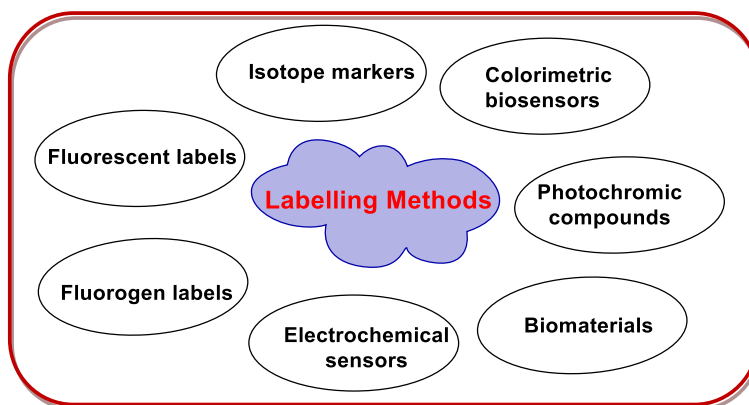 Isotope markers
Colorimetric
biosensors
Fluorescent labels
Labelling Methods
Photochromic
compounds
Fluorogen labels
Electrochemical
sensors
Biomaterials